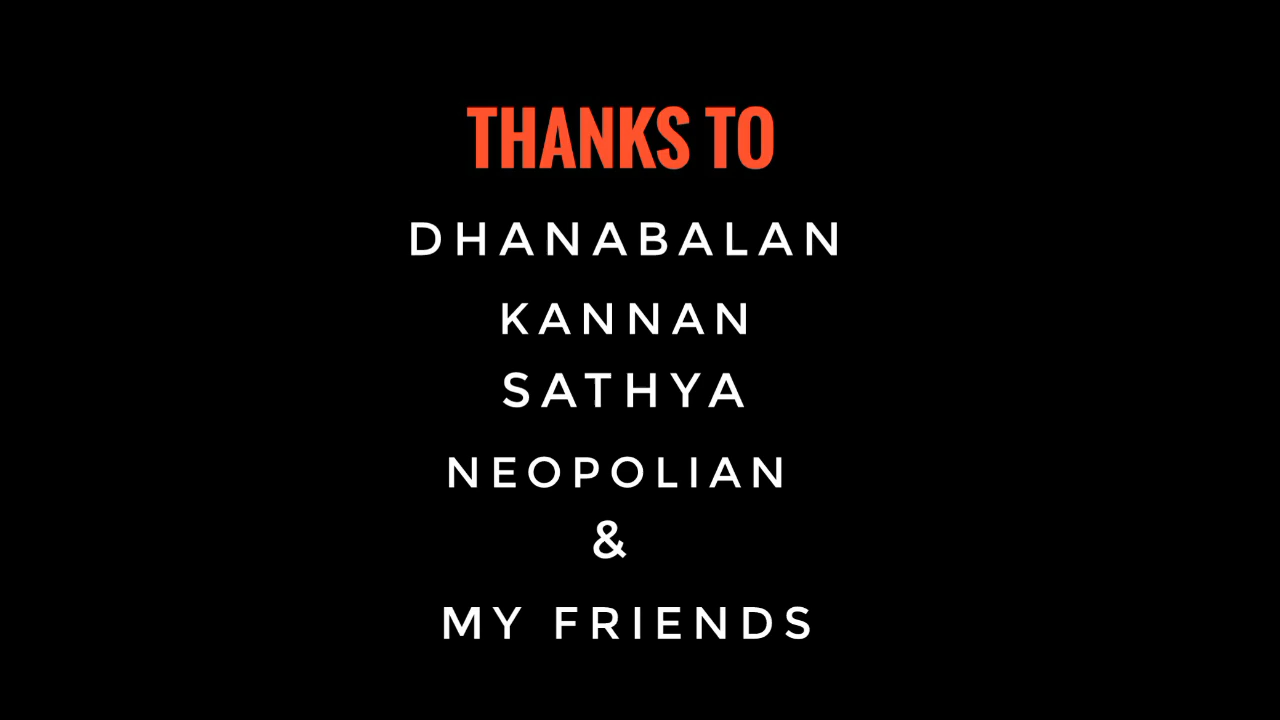 THANKS TO
DHANABALAN
KANNAN
SATHYA
NEOPOLIAN
&
MY FRIENDS